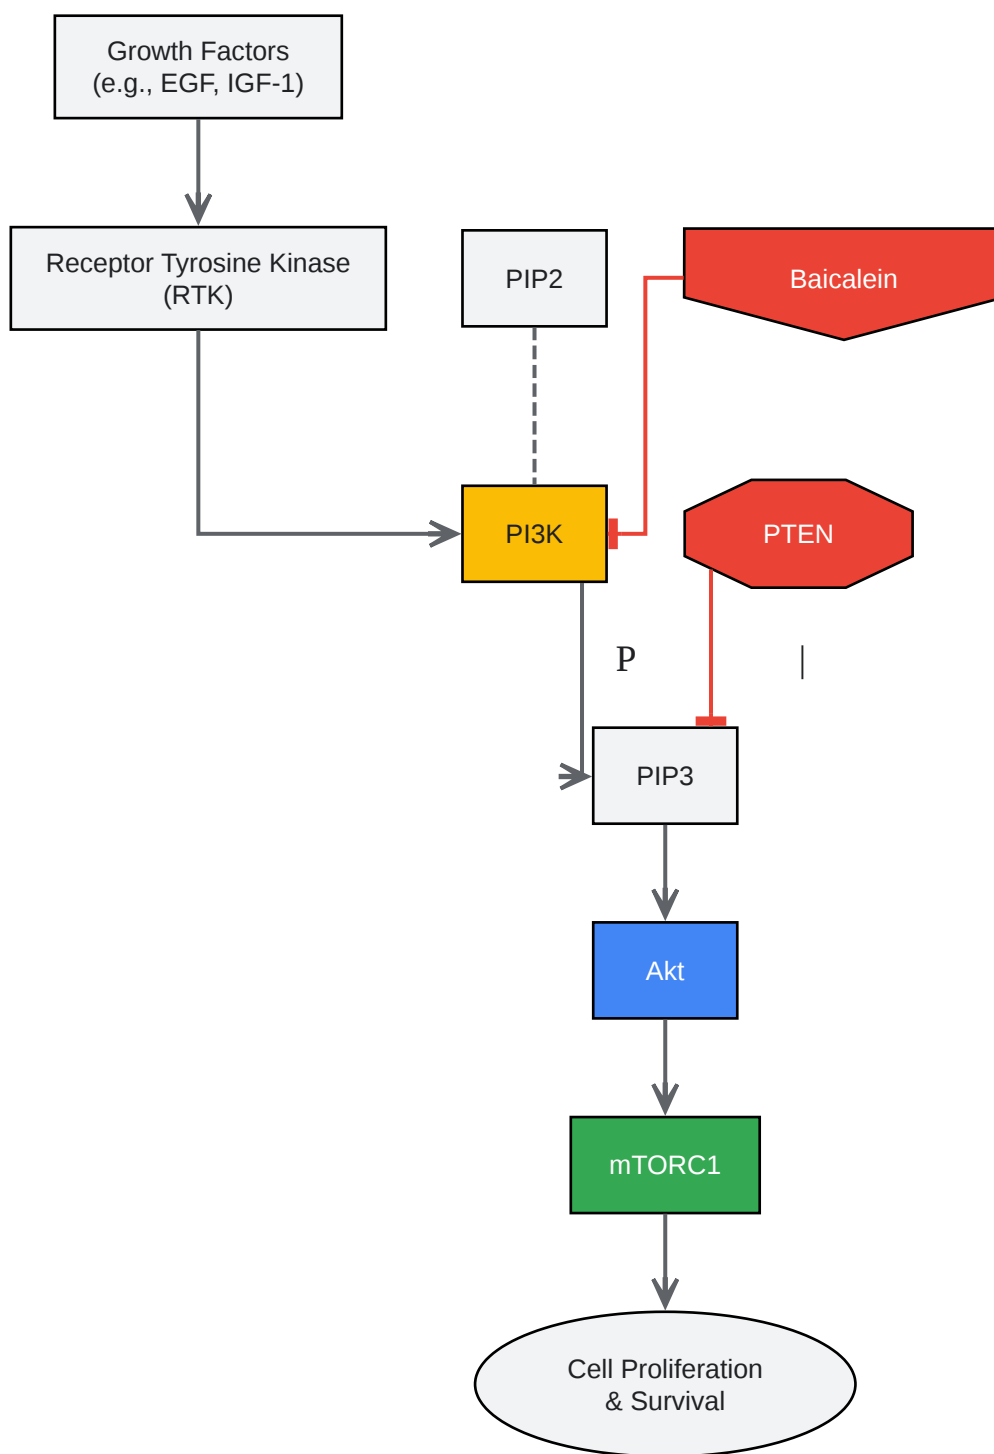 Growth Factors
(e.g., EGF, IGF-1)
Receptor Tyrosine Kinase
(RTK)
PIP2
Baicalein
PI3K
PTEN
P
|
PIP3
Akt
mTORC1
Cell Proliferation
& Survival